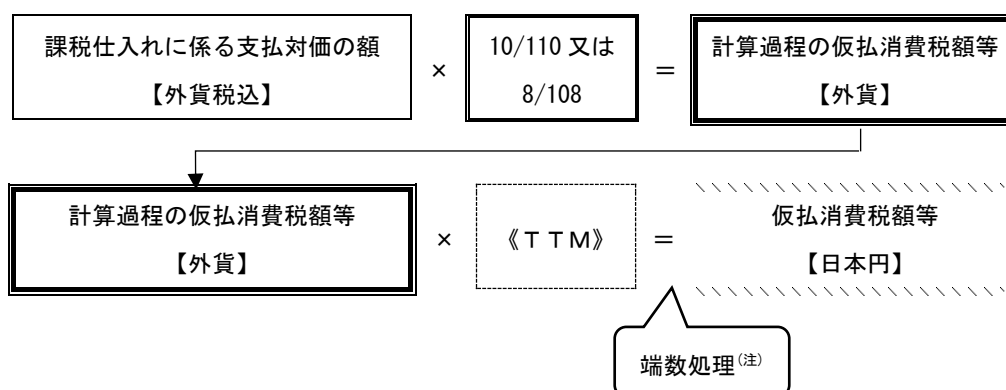 課税仕入れに係る支払対価の額
【外貨税込】
×
10/110 又は
8/108
＝
計算過程の仮払消費税額等
【外貨】
計算過程の仮払消費税額等
【外貨】
×
《ＴＴＭ》
＝
仮払消費税額等
【日本円】
端数処理(注)